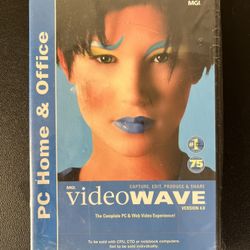 MGI.
PC Home & Office
75
MGI.
CAPTURE, EDIT, PRODUCE & SHARE
videoWAVE
VERSION 4.0
The Complete PC & Web Video Experience!
To be sold with CPU, CTO or notebook computers.
Not to be sold individually.